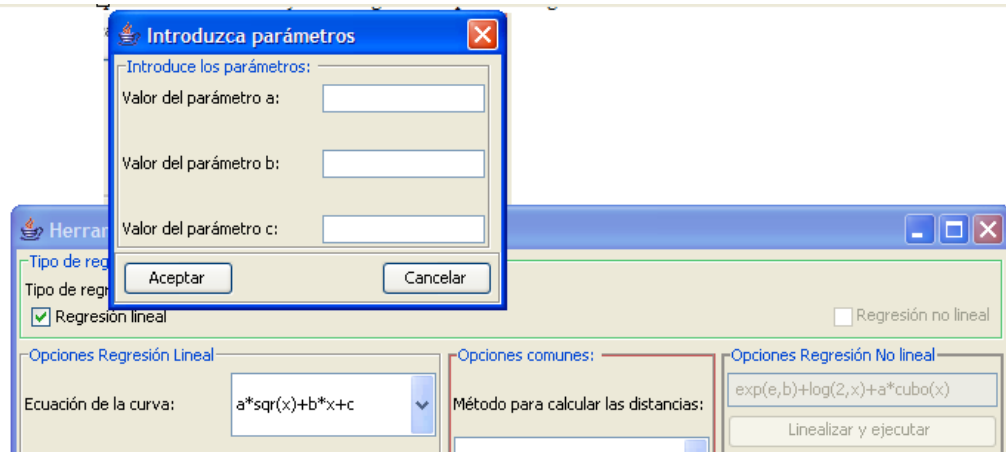 Introduzca parámetros
Introduce los parámetros:
Valor del parámetro a:
Valor del parámetro b:
Valor del parámetro c:
Aceptar Cancelar
Herrar
Tipo de reg
Tipo de regr
Regresión lineal Regresión no lineal
Opciones Regresión Lineal Opciones comunes: Opciones Regresión No lineal
exp(e,b)+log(2,x)+a*cubo(x)
Ecuación de la curva: a*sqr(x)+b*x+c Método para calcular las distancias:
Linealizar y ejecutar